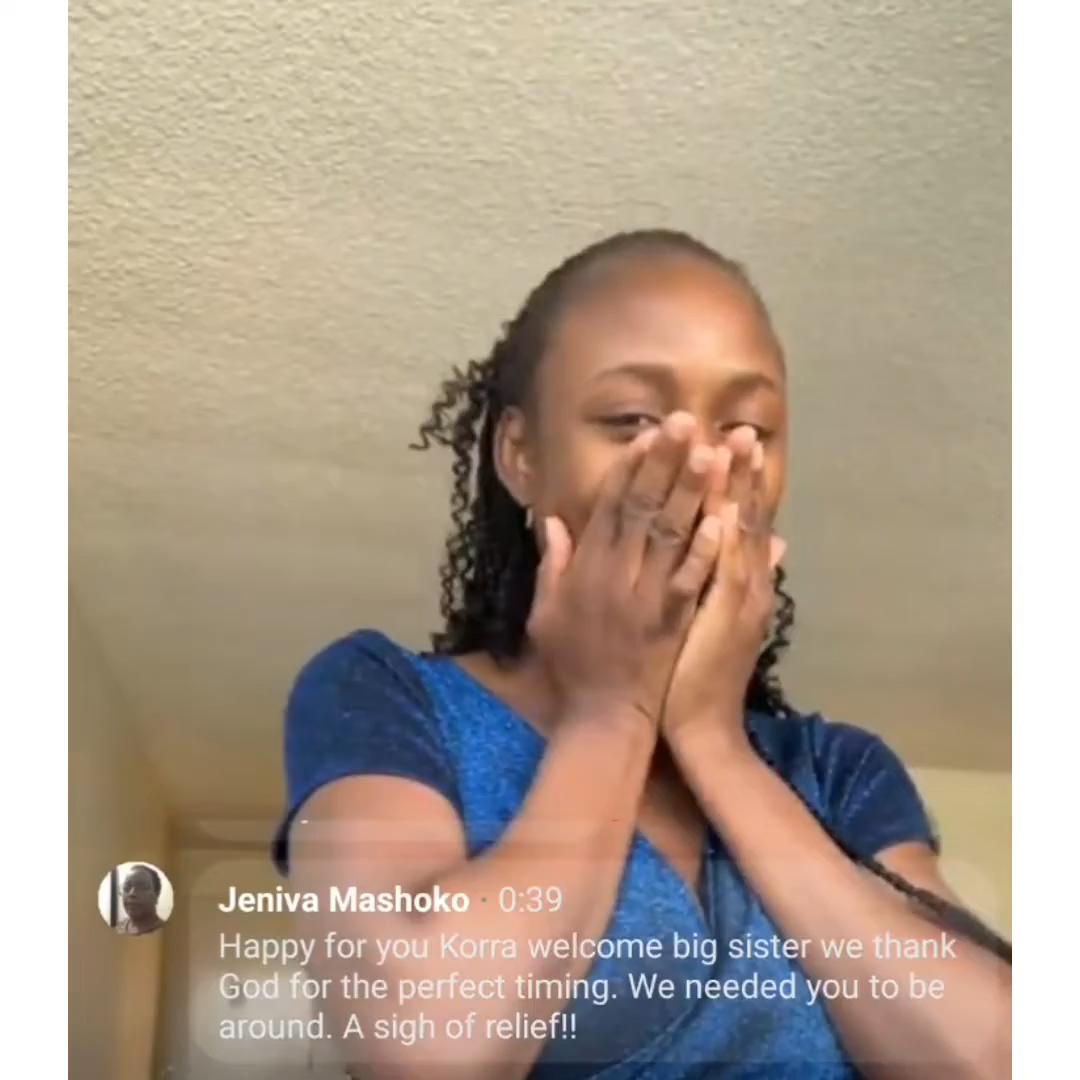 Jeniva Mashoko · 0:39
Happy for you Korra welcome big sister we thank
God for the perfect timing. We needed you to be
around. A sigh of relief!!